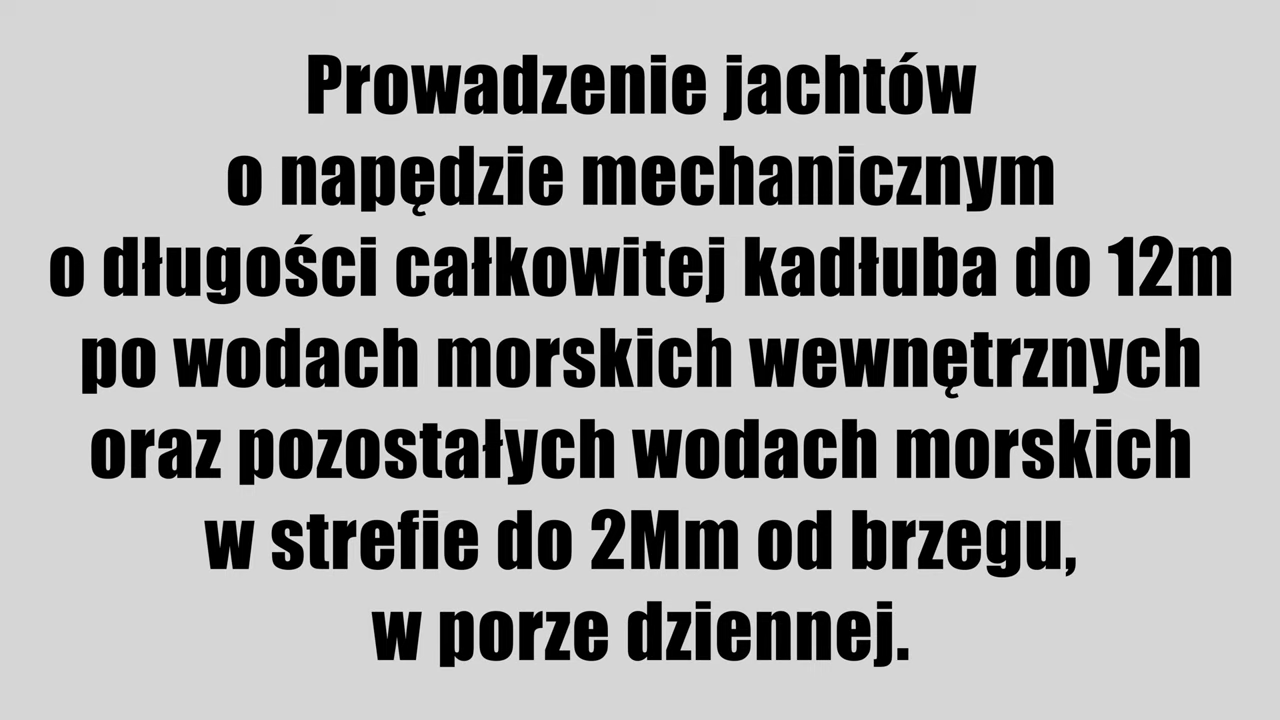 Prowadzenie jachtów
o napędzie mechanicznym
o długości całkowitej kadłuba do 12m
po wodach morskich wewnętrznych
oraz pozostałych wodach morskich
w strefie do 2Mm od brzegu,
w porze dziennej.